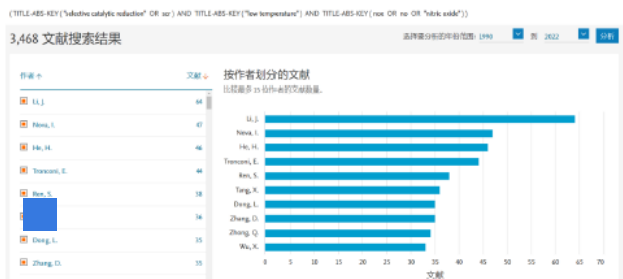 (TITLE-ABS-KEY ("selective catalytic reduction" OR scr) AND TITLE-ABS-KEY ("low temperature") AND TITLE-ABS-KEY (nox OR no OR "nitric oxide"))
3,468 文献搜索结果
选择要分析的年份范围: 1990 到 2022 分析
作者 文献
Li, J. 64
Nova, I. 47
He, H. 46
Tronconi, E. 44
Ren, S. 38
36
Dong, L. 35
Zhang, D. 35
按作者划分的文献
比较最多 15 位作者的文献数量。
Li, J.
Nova, I.
He, H.
Tronconi, E.
Ren, S.
Tang, X.
Dong, L.
Zhang, D.
Zhang, Q.
Wu, X.
0 5 10 15 20 25 30 35 40 45 50 55 60 65 70
文献